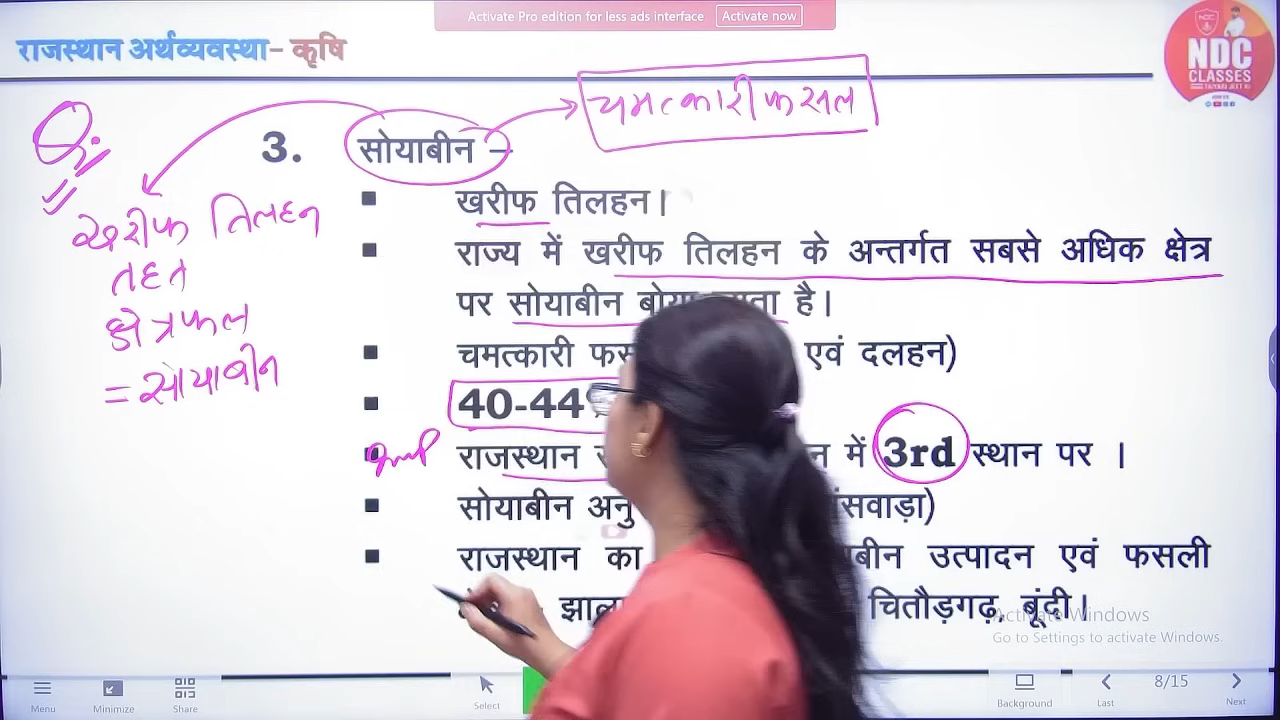 Activate Pro edition for less ads interface Activate now
राजस्थान अर्थव्यवस्था- कृषि
NDC
NDC
CLASSES
चमत्कारी फसल
Q.
3. सोयाबीन -
खरीफ तिलहन।
राज्य में खरीफ तिलहन के अन्तर्गत सबसे अधिक क्षेत्र
पर सोयाबीन है।
खरीफ तिलहन
तहत
क्षेत्रफल
= सोयाबीन
चमत्कारी एवं दलहन)
40-44
राजस्थान में 3rd स्थान पर ।
सोयाबीन
राजस्थान का उत्पादन एवं फसली
चितौड़गढ़, बूंदी।
Activate Windows
Go to Settings to activate Windows.
Menu Minimize Share Select Background Last 8/15 Next